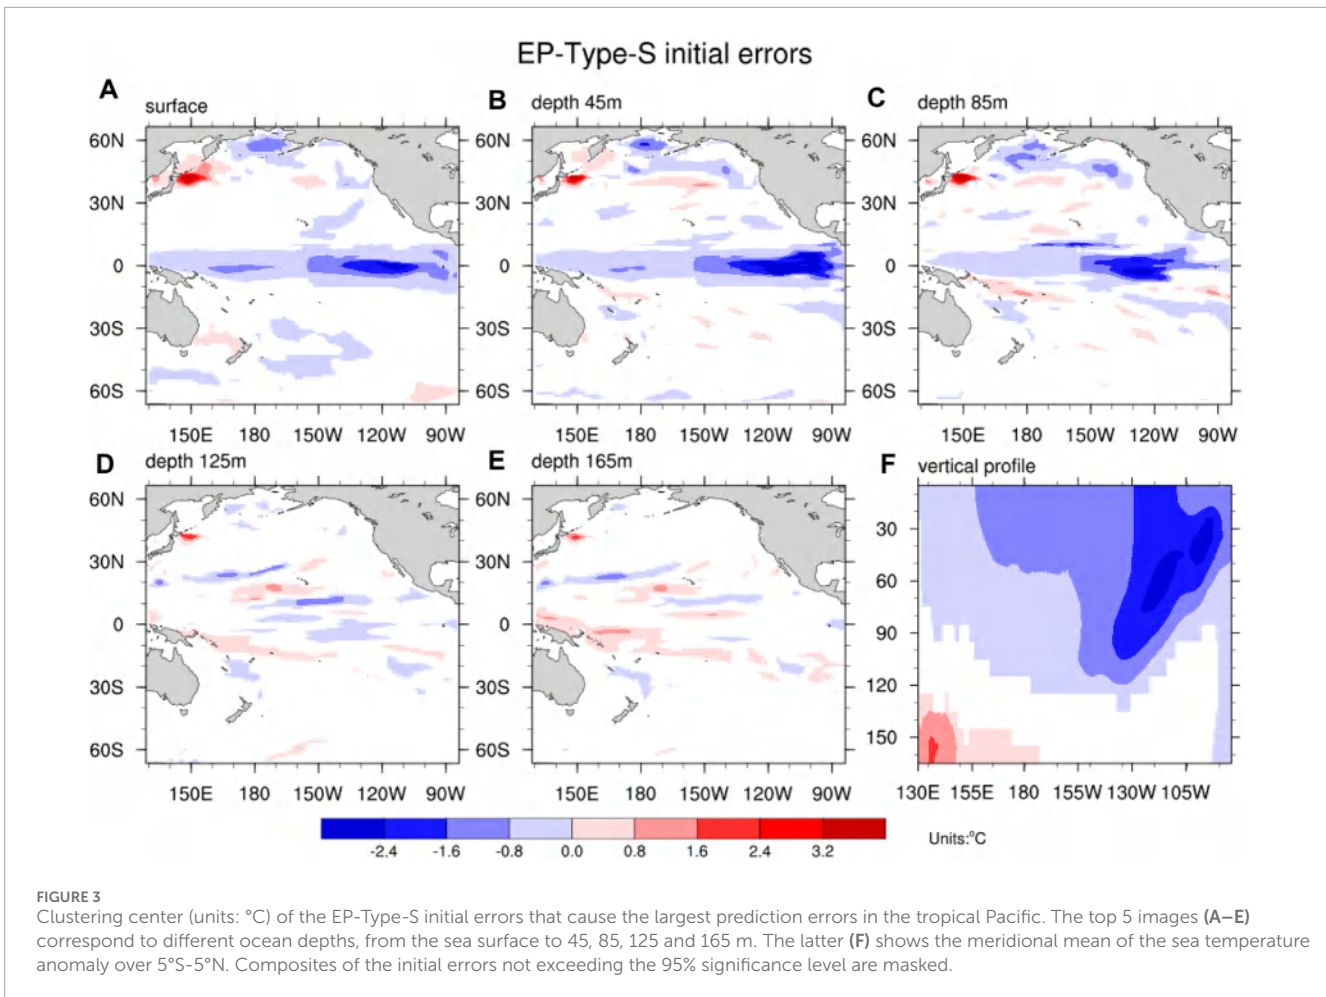 EP-Type-S initial errors
A
surface
60N
30N
0
30S
60S
150E 180 150W 120W 90W
B
depth 45m
60N
30N
0
30S
60S
150E 180 150W 120W 90W
C
depth 85m
60N
30N
0
30S
60S
150E 180 150W 120W 90W
D
depth 125m
60N
30N
0
30S
60S
150E 180 150W 120W 90W
E
depth 165m
60N
30N
0
30S
60S
150E 180 150W 120W 90W
F
vertical profile
30
60
90
120
150
130E 155E 180 155W 130W 105W
-2.4 -1.6 -0.8 0.0 0.8 1.6 2.4 3.2
Units:°C
FIGURE 3
Clustering center (units: °C) of the EP-Type-S initial errors that cause the largest prediction errors in the tropical Pacific. The top 5 images (A–E)
correspond to different ocean depths, from the sea surface to 45, 85, 125 and 165 m. The latter (F) shows the meridional mean of the sea temperature
anomaly over 5°S-5°N. Composites of the initial errors not exceeding the 95% significance level are masked.